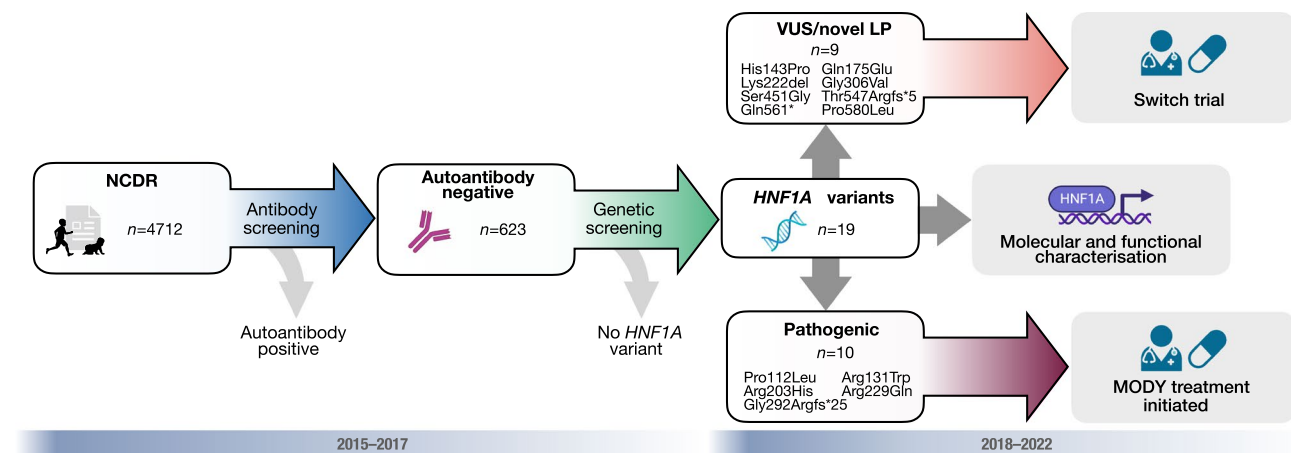 NCDR
n=4712
Antibody
screening
Autoantibody
positive
Autoantibody
negative
n=623
Genetic
screening
No HNF1A
variant
HNF1A variants
n=19
VUS/novel LP
n=9
His143Pro Gln175Glu
Lys222del Gly306Val
Ser451Gly Thr547Argfs*5
Gln561* Pro580Leu
Switch trial
HNF1A
Molecular and functional
characterisation
Pathogenic
n=10
Pro112Leu Arg131Trp
Arg203His Arg229Gln
Gly292Argfs*25
MODY treatment
initiated
2015–2017
2018–2022